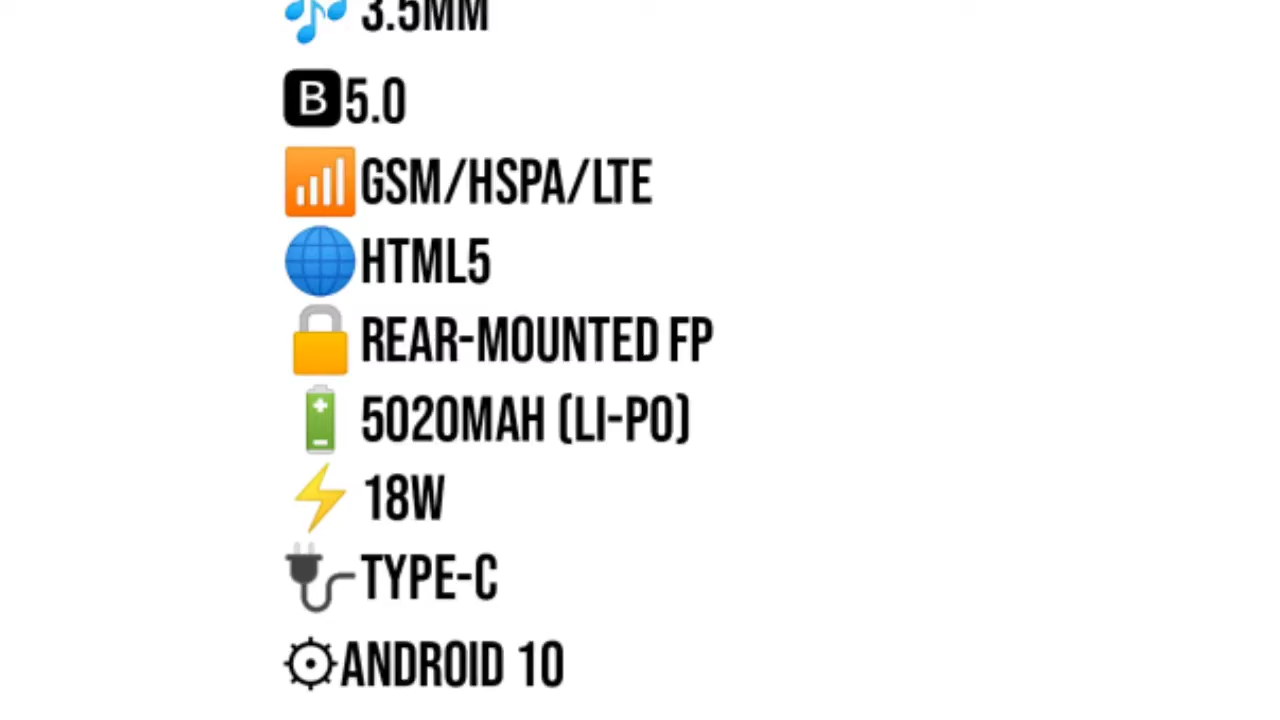 3.5MM
🅱5.0
GSM/HSPA/LTE
HTML5
REAR-MOUNTED FP
5020MAH (LI-PO)
18W
TYPE-C
ANDROID 10